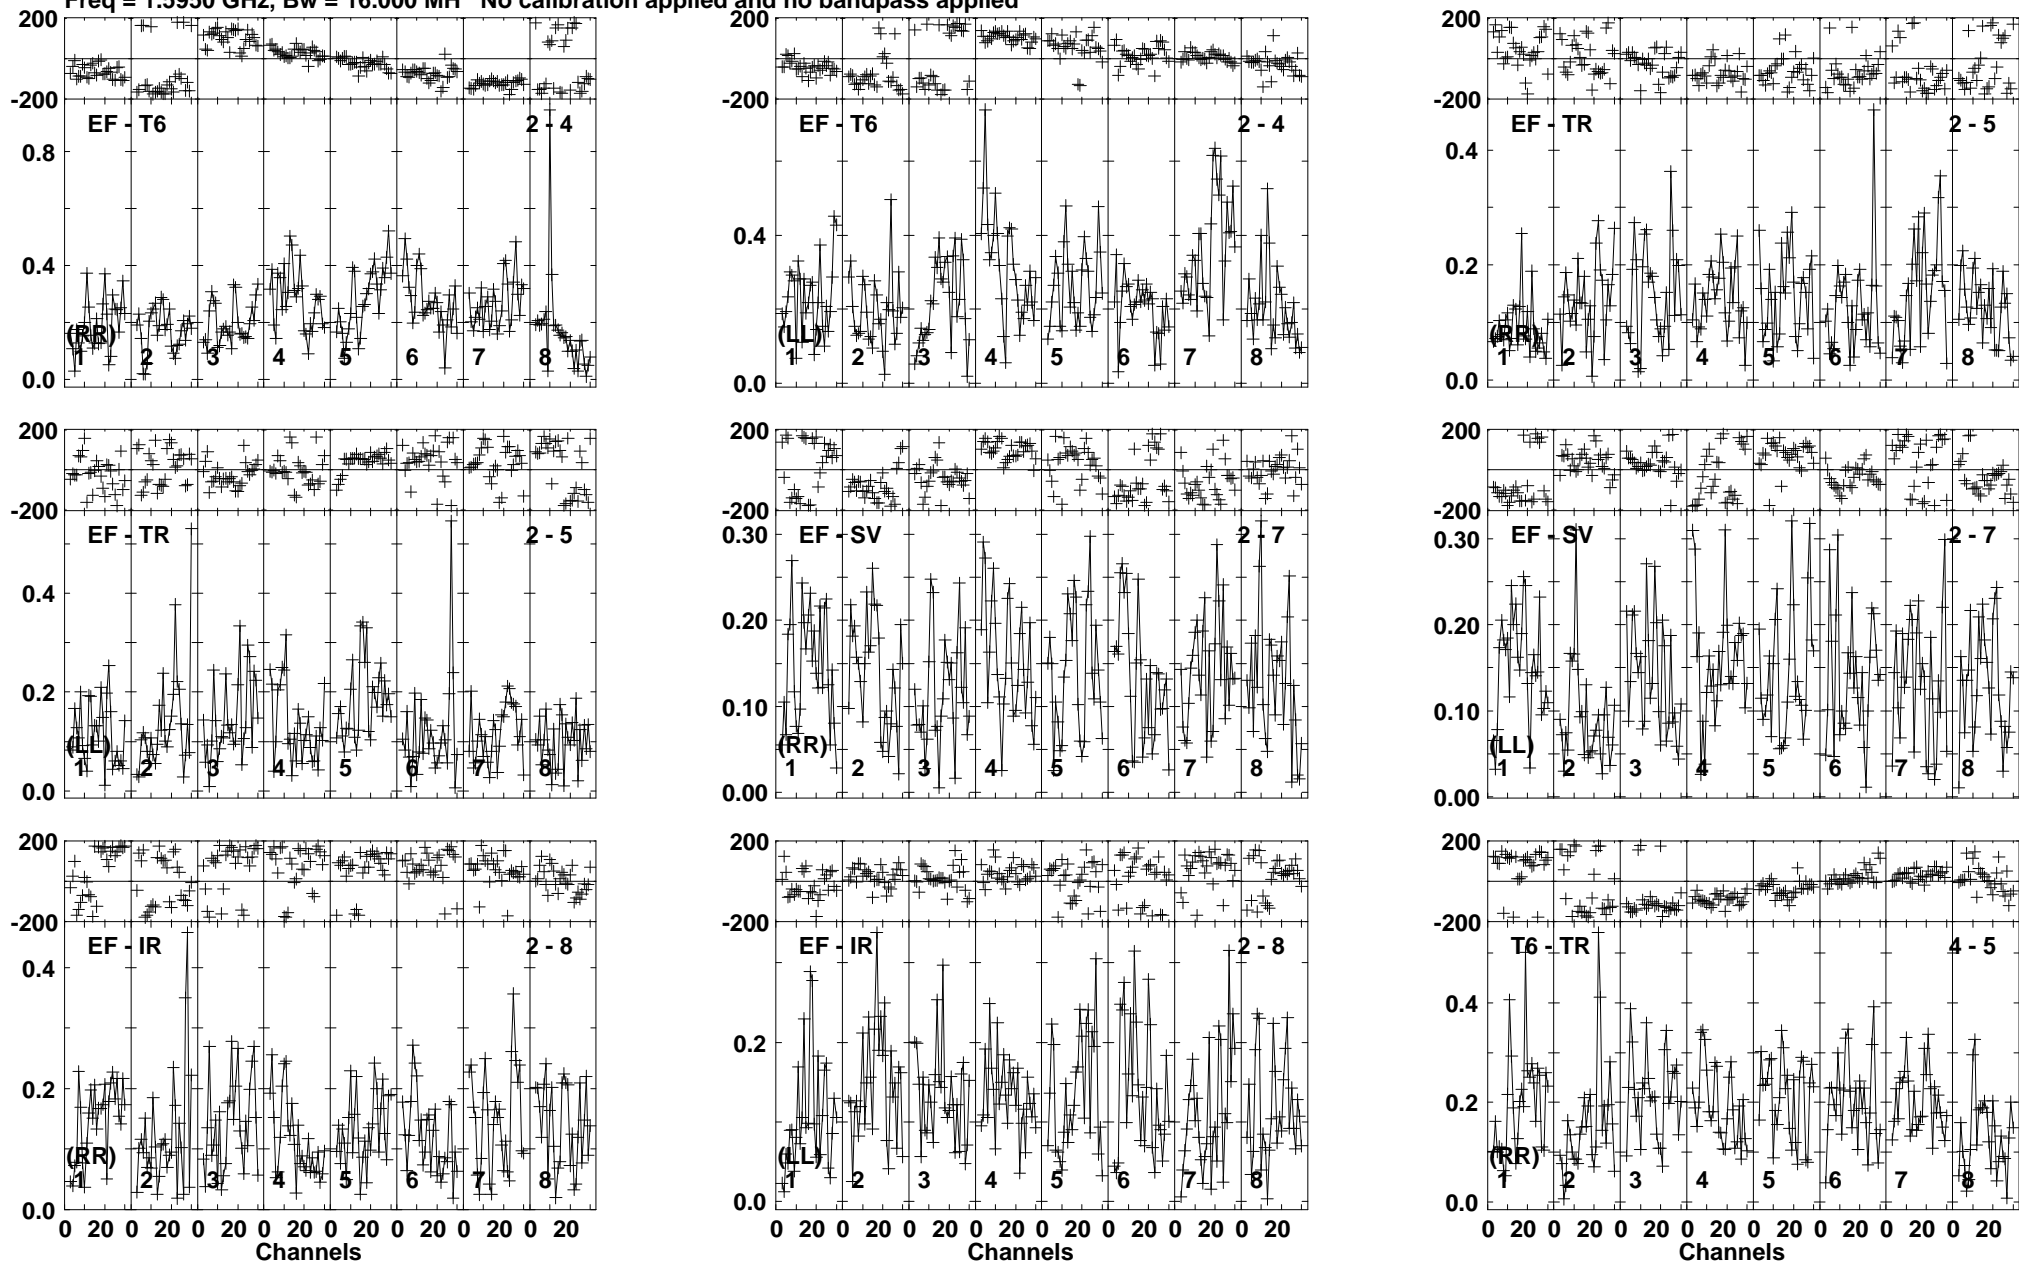 Freq = 1.5950 GHz, Bw = 16.000 MH No calibration applied and no bandpass applied
200 200 200
-200 -200 -200
EF - T6 2 - 4 EF - T6 2 - 4 EF - TR 2 - 5
0.8 0.4
0.4 0.4 0.2
(RR) (LL) (RR)
1 2 3 4 5 6 7 8 1 2 3 4 5 6 7 8 1 2 3 4 5 6 7 8
0.0 0.0 0.0
200 200 200
-200 -200 -200
EF - TR 2 - 5 EF - SV 2 - 7 EF - SV 2 - 7
0.30 0.30
0.4 0.20 0.20
0.2 0.10 0.10
(LL) (RR) (LL)
1 2 3 4 5 6 7 8 1 2 3 4 5 6 7 8 1 2 3 4 5 6 7 8
0.0 0.00 0.00
200 200 200
-200 -200 -200
EF - IR 2 - 8 EF - IR 2 - 8 T6 - TR 4 - 5
0.4 0.4
0.2 0.2 0.2
(RR) (LL) (RR)
1 2 3 4 5 6 7 8 1 2 3 4 5 6 7 8 1 2 3 4 5 6 7 8
0.0 0.0 0.0
0 20 0 20 0 20 0 20 0 20 0 20 0 20 0 20 0 20 0 20 0 20 0 20 0 20 0 20 0 20 0 20 0 20 0 20 0 20 0 20 0 20 0 20 0 20 0 20
Channels Channels Channels